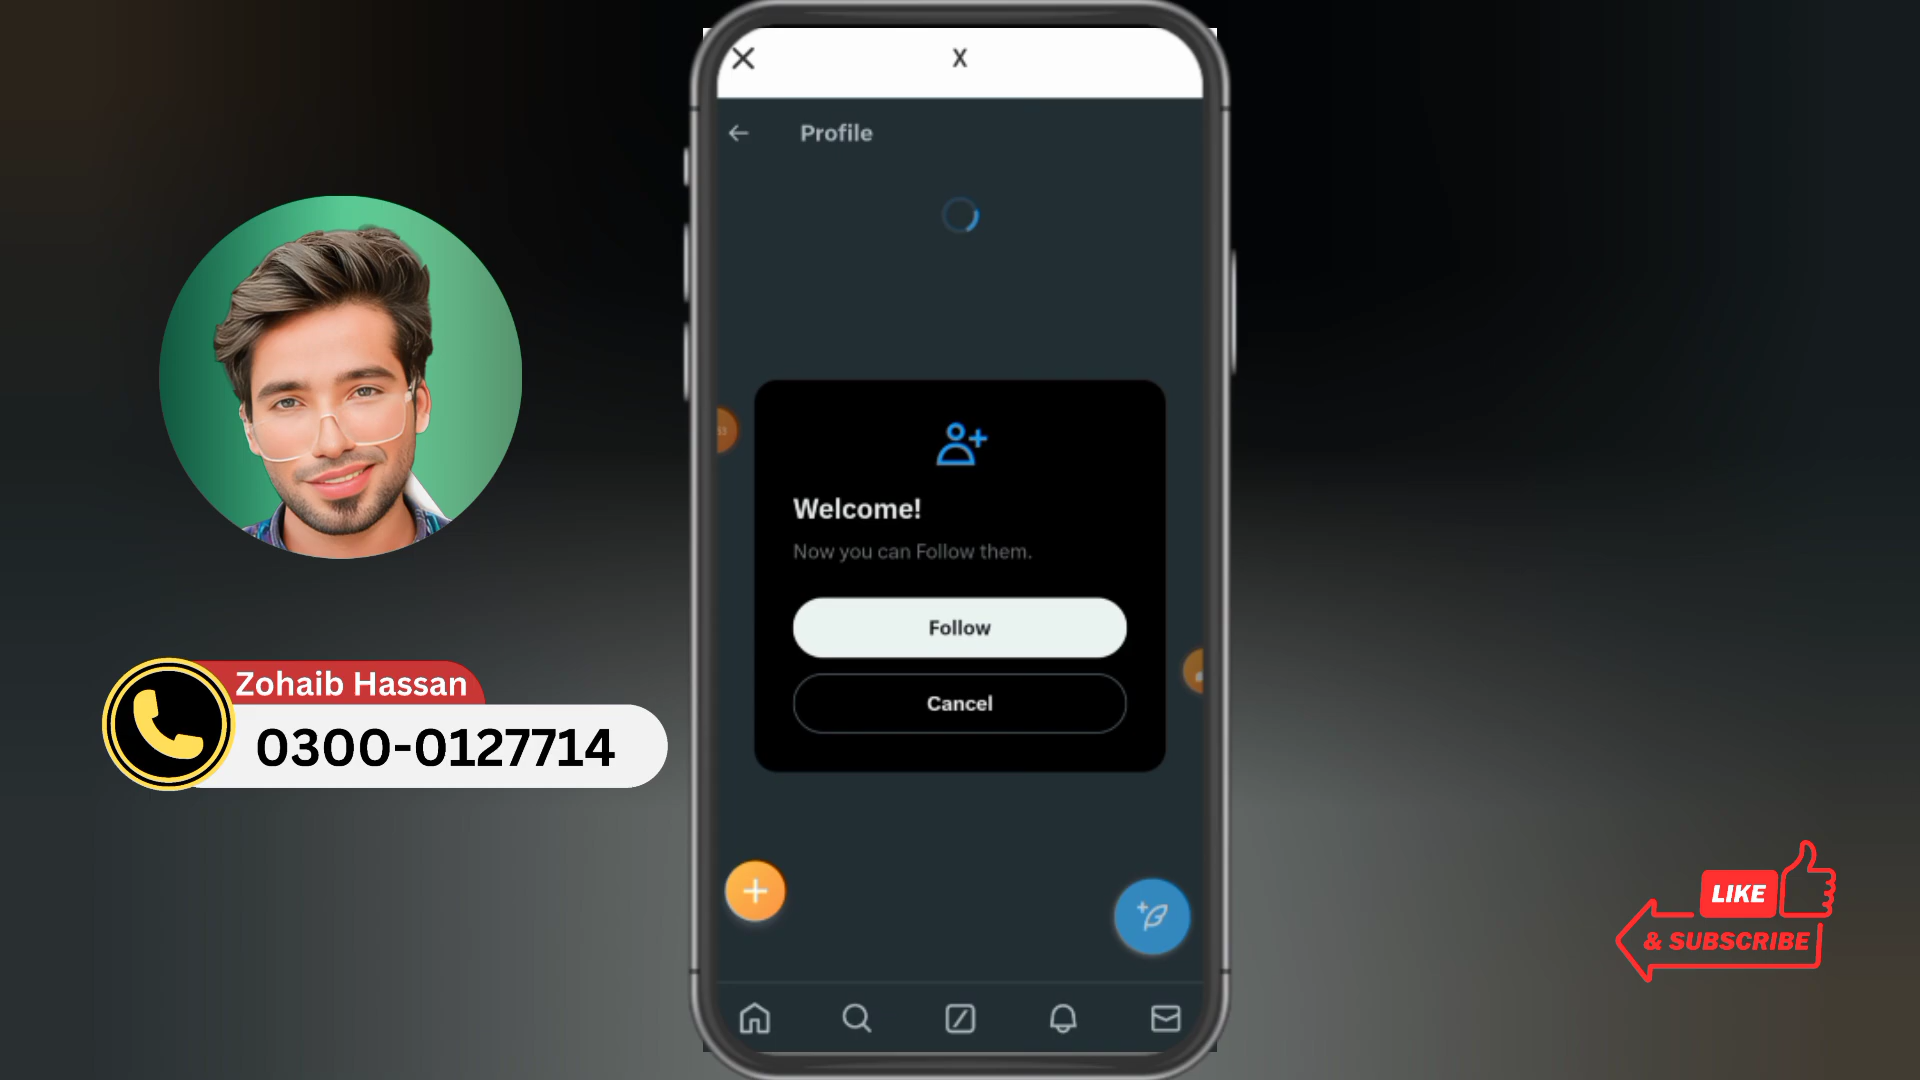 X
Profile
Welcome!
Now you can Follow them.
Follow
Cancel
Zohaib Hassan
0300-0127714
LIKE
& SUBSCRIBE